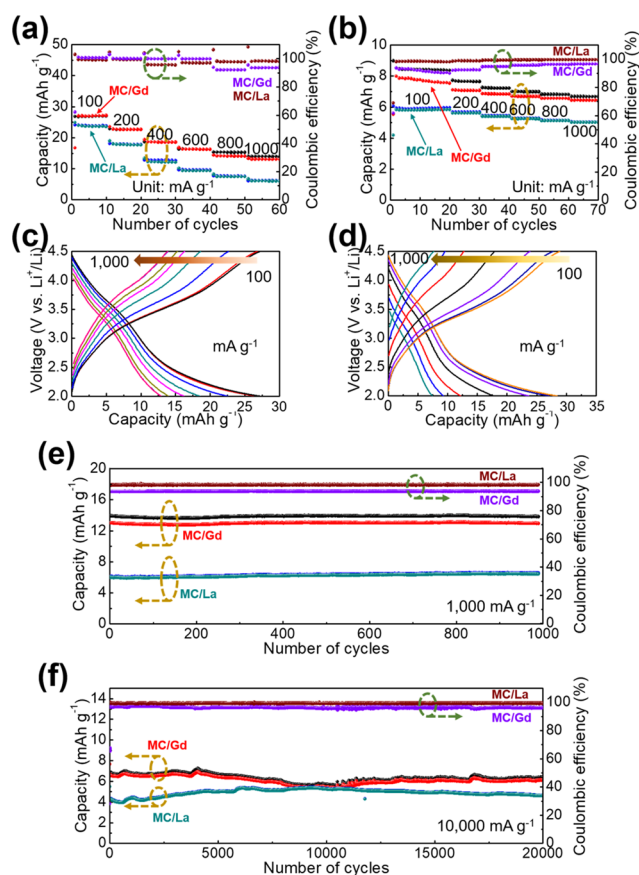 (a)
50
40
30
20
10
0
Capacity (mAh g⁻¹)
100
200
400
600
800
1000
MC/Gd
MC/La
MC/Gd
MC/La
Unit: mA g⁻¹
100
80
60
40
20
0
Coulombic efficiency (%)
0 10 20 30 40 50 60
Number of cycles
(b)
10
8
6
4
2
0
Capacity (mAh g⁻¹)
MC/La
MC/Gd
100
200
400
600
800
1000
MC/La
MC/Gd
Unit: mA g⁻¹
100
80
60
40
20
0
Coulombic efficiency (%)
0 10 20 30 40 50 60 70
Number of cycles
(c)
4.5
4.0
3.5
3.0
2.5
2.0
Voltage (V vs. Li⁺/Li)
1,000
100
mA g⁻¹
0 5 10 15 20 25 30
Capacity (mAh g⁻¹)
(d)
4.5
4.0
3.5
3.0
2.5
2.0
Voltage (V vs. Li⁺/Li)
1,000
100
mA g⁻¹
0 5 10 15 20 25 30 35
Capacity (mAh g⁻¹)
(e)
20
16
12
8
4
0
Capacity (mAh g⁻¹)
MC/La
MC/Gd
MC/Gd
MC/La
1,000 mA g⁻¹
100
80
60
40
20
0
Coulombic efficiency (%)
0 200 400 600 800 1000
Number of cycles
(f)
14
12
10
8
6
4
2
0
Capacity (mAh g⁻¹)
MC/La
MC/Gd
MC/Gd
MC/La
10,000 mA g⁻¹
100
80
60
40
20
0
Coulombic efficiency (%)
0 5000 10000 15000 20000
Number of cycles